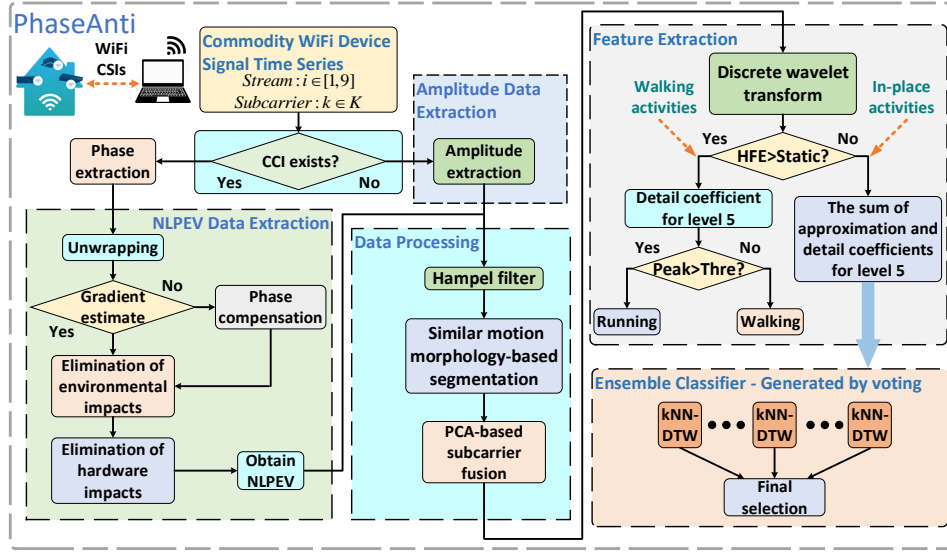 PhaseAnti
WiFi
CSIs
Commodity WiFi Device
Signal Time Series
Stream : i ∈ [1,9]
Subcarrier : k ∈ K
CCI exists?
Yes
No
Phase
extraction
Amplitude Data
Extraction
Amplitude
extraction
NLPEV Data Extraction
Unwrapping
Gradient
estimate
No
Yes
Phase
compensation
Elimination of
environmental
impacts
Elimination of
hardware
impacts
Obtain
NLPEV
Data Processing
Hampel filter
Similar motion
morphology-based
segmentation
PCA-based
subcarrier
fusion
Feature Extraction
Discrete wavelet
transform
Walking
activities
In-place
activities
Yes
No
HFE>Static?
Detail coefficient
for level 5
The sum of
approximation and
detail coefficients
for level 5
Yes
No
Peak>Thre?
Running
Walking
Ensemble Classifier - Generated by voting
kNN-
DTW
kNN-
DTW
kNN-
DTW
Final
selection